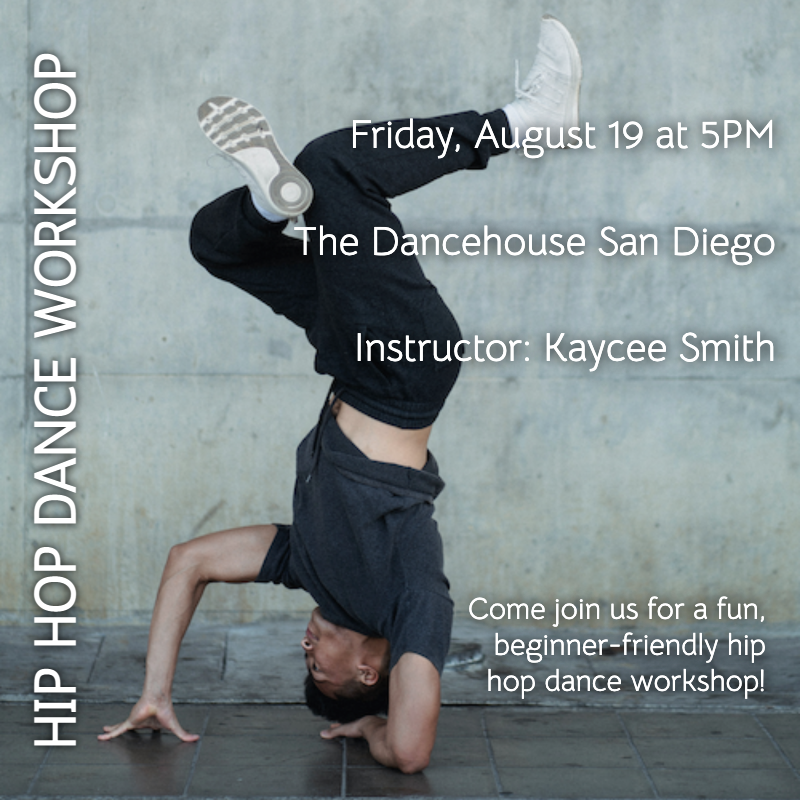 HIP HOP DANCE WORKSHOP
Friday, August 19 at 5PM
The Dancehouse San Diego
Instructor: Kaycee Smith
Come join us for a fun,
beginner-friendly hip
hop dance workshop!